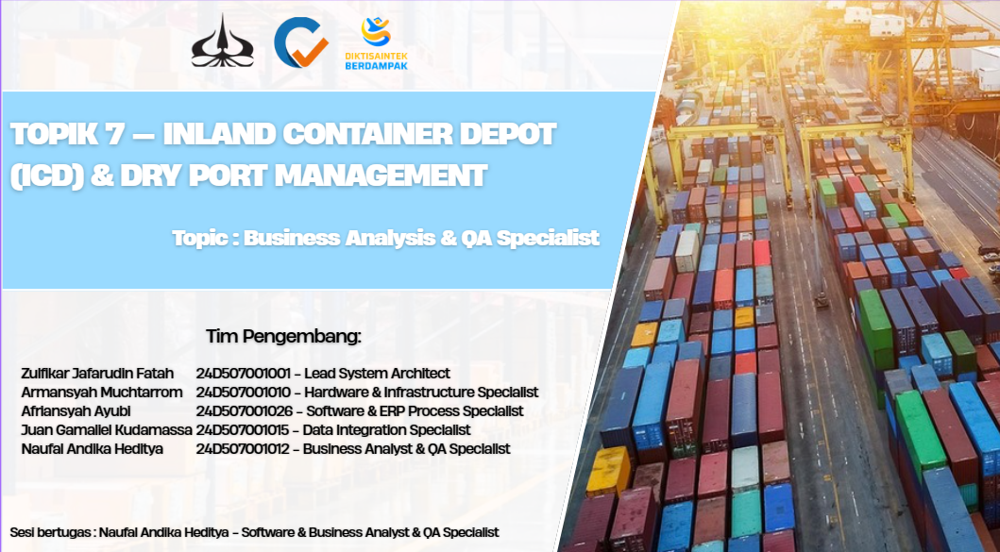 DIKTISAINTEK
BERDAMPAK
TOPIK 7 – INLAND CONTAINER DEPOT
(ICD) & DRY PORT MANAGEMENT
Topic : Business Analysis & QA Specialist
Tim Pengembang:
Zulfikar Jafarudin Fatah 24D507001001 – Lead System Architect
Armansyah Muchtarrom 24D507001010 – Hardware & Infrastructure Specialist
Afriansyah Ayubi 24D507001026 – Software & ERP Process Specialist
Juan Gamaliel Kudamassa 24D507001015 – Data Integration Specialist
Naufal Andika Heditya 24D507001012 – Business Analyst & QA Specialist
Sesi bertugas : Naufal Andika Heditya – Software & Business Analyst & QA Specialist